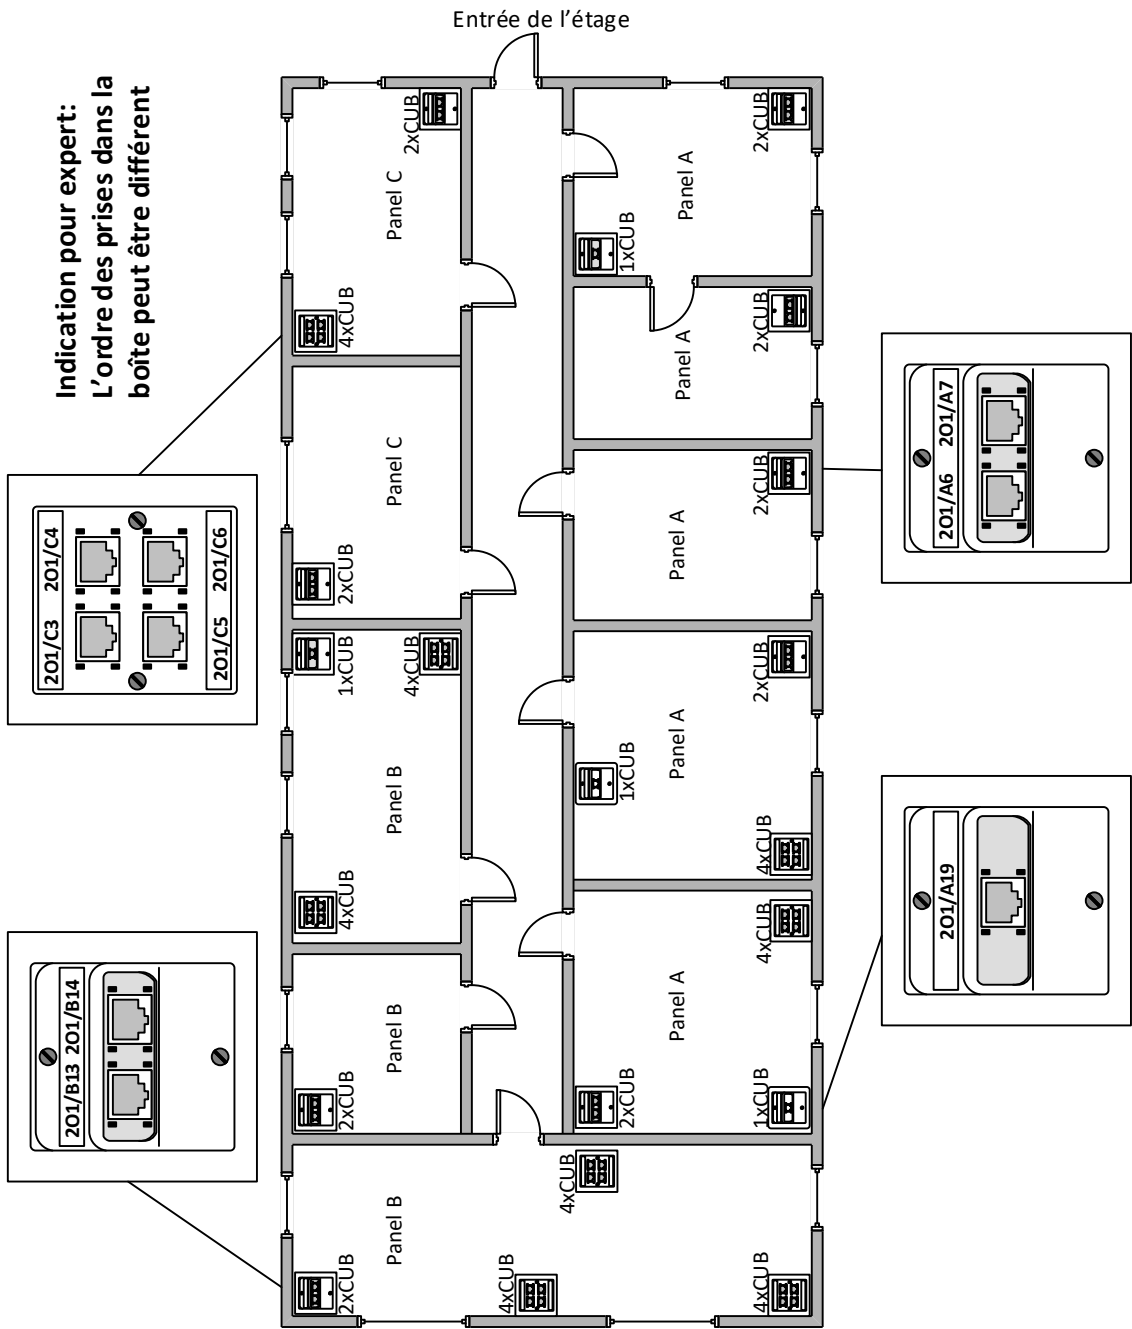 Entrée de l'étage
Indication pour expert:
L'ordre des prises dans la
boîte peut être différent
2xCUB
Panel C
4xCUB
2xCUB
Panel A
1xCUB
2xCUB
Panel A
Panel C
2xCUB
2xCUB
Panel A
1xCUB
4xCUB
Panel B
4xCUB
2xCUB
Panel A
1xCUB
4xCUB
4xCUB
Panel A
2xCUB
1xCUB
Panel B
2xCUB
4xCUB
Panel B
2xCUB
4xCUB
4xCUB
2O1/C3 2O1/C4
2O1/C5 2O1/C6
2O1/B13 2O1/B14
2O1/A6 2O1/A7
2O1/A19